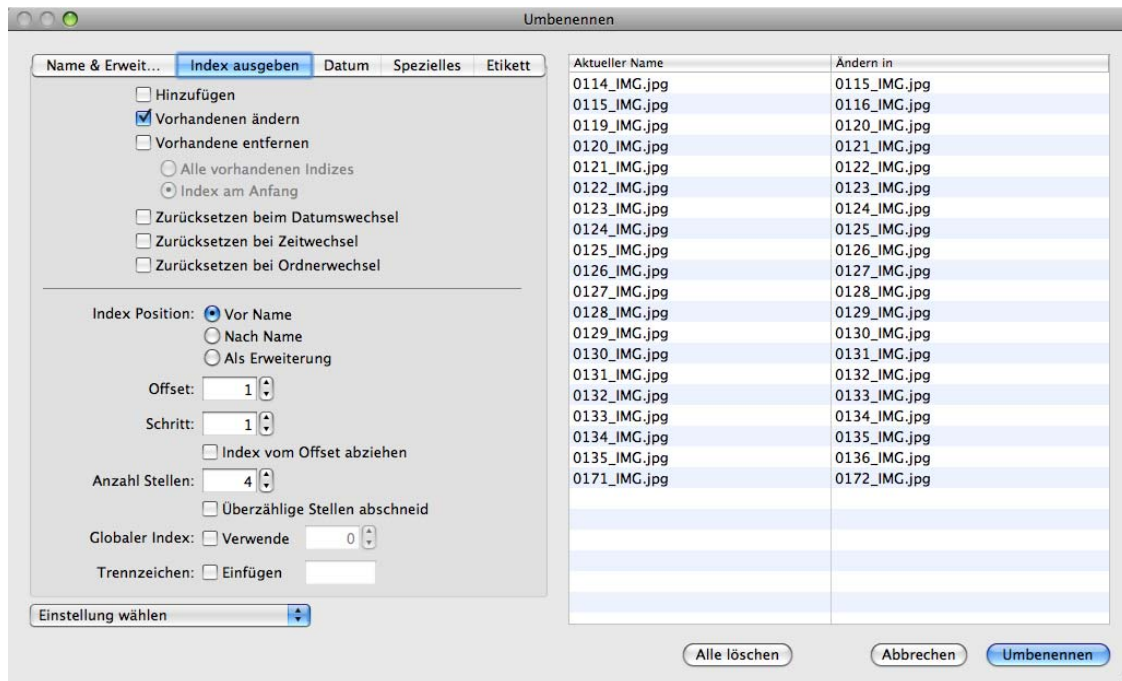 Umbenennen
Name & Erweit... Index ausgeben Datum Spezielles Etikett
Hinzufügen
Vorhandenen ändern
Vorhandene entfernen
Alle vorhandenen Indizes
Index am Anfang
Zurücksetzen beim Datumswechsel
Zurücksetzen bei Zeitwechsel
Zurücksetzen bei Ordnerwechsel
Index Position: Vor Name
Nach Name
Als Erweiterung
Offset: 1
Schritt: 1
Index vom Offset abziehen
Anzahl Stellen: 4
Überzählige Stellen abschneid
Globaler Index: Verwende 0
Trennzeichen: Einfügen
Einstellung wählen
Aktueller Name Ändern in
0114_IMG.jpg 0115_IMG.jpg
0115_IMG.jpg 0116_IMG.jpg
0119_IMG.jpg 0120_IMG.jpg
0120_IMG.jpg 0121_IMG.jpg
0121_IMG.jpg 0122_IMG.jpg
0122_IMG.jpg 0123_IMG.jpg
0123_IMG.jpg 0124_IMG.jpg
0124_IMG.jpg 0125_IMG.jpg
0125_IMG.jpg 0126_IMG.jpg
0126_IMG.jpg 0127_IMG.jpg
0127_IMG.jpg 0128_IMG.jpg
0128_IMG.jpg 0129_IMG.jpg
0129_IMG.jpg 0130_IMG.jpg
0130_IMG.jpg 0131_IMG.jpg
0131_IMG.jpg 0132_IMG.jpg
0132_IMG.jpg 0133_IMG.jpg
0133_IMG.jpg 0134_IMG.jpg
0134_IMG.jpg 0135_IMG.jpg
0135_IMG.jpg 0136_IMG.jpg
0171_IMG.jpg 0172_IMG.jpg
Alle löschen Abbrechen Umbenennen